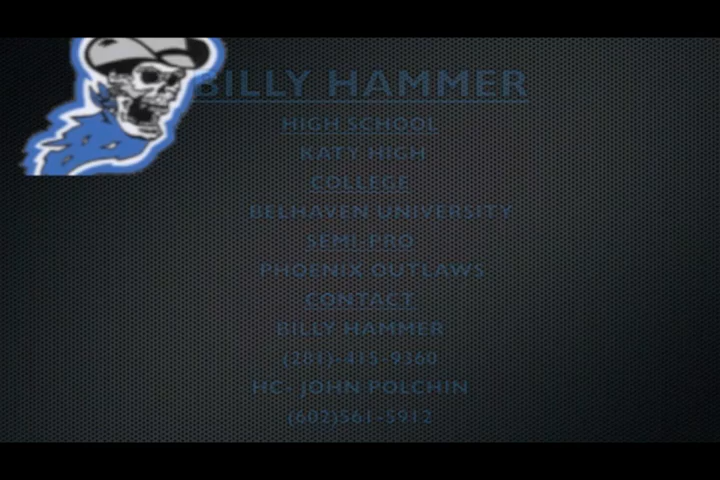 BILLY HAMMER
HIGH SCHOOL
KATY HIGH
COLLEGE
BELHAVEN UNIVERSITY
SEMI-PRO
PHOENIX OUTLAWS
CONTACT
BILLY HAMMER
(281)-415-9360
HC- JOHN POLCHIN
(602)561-5912